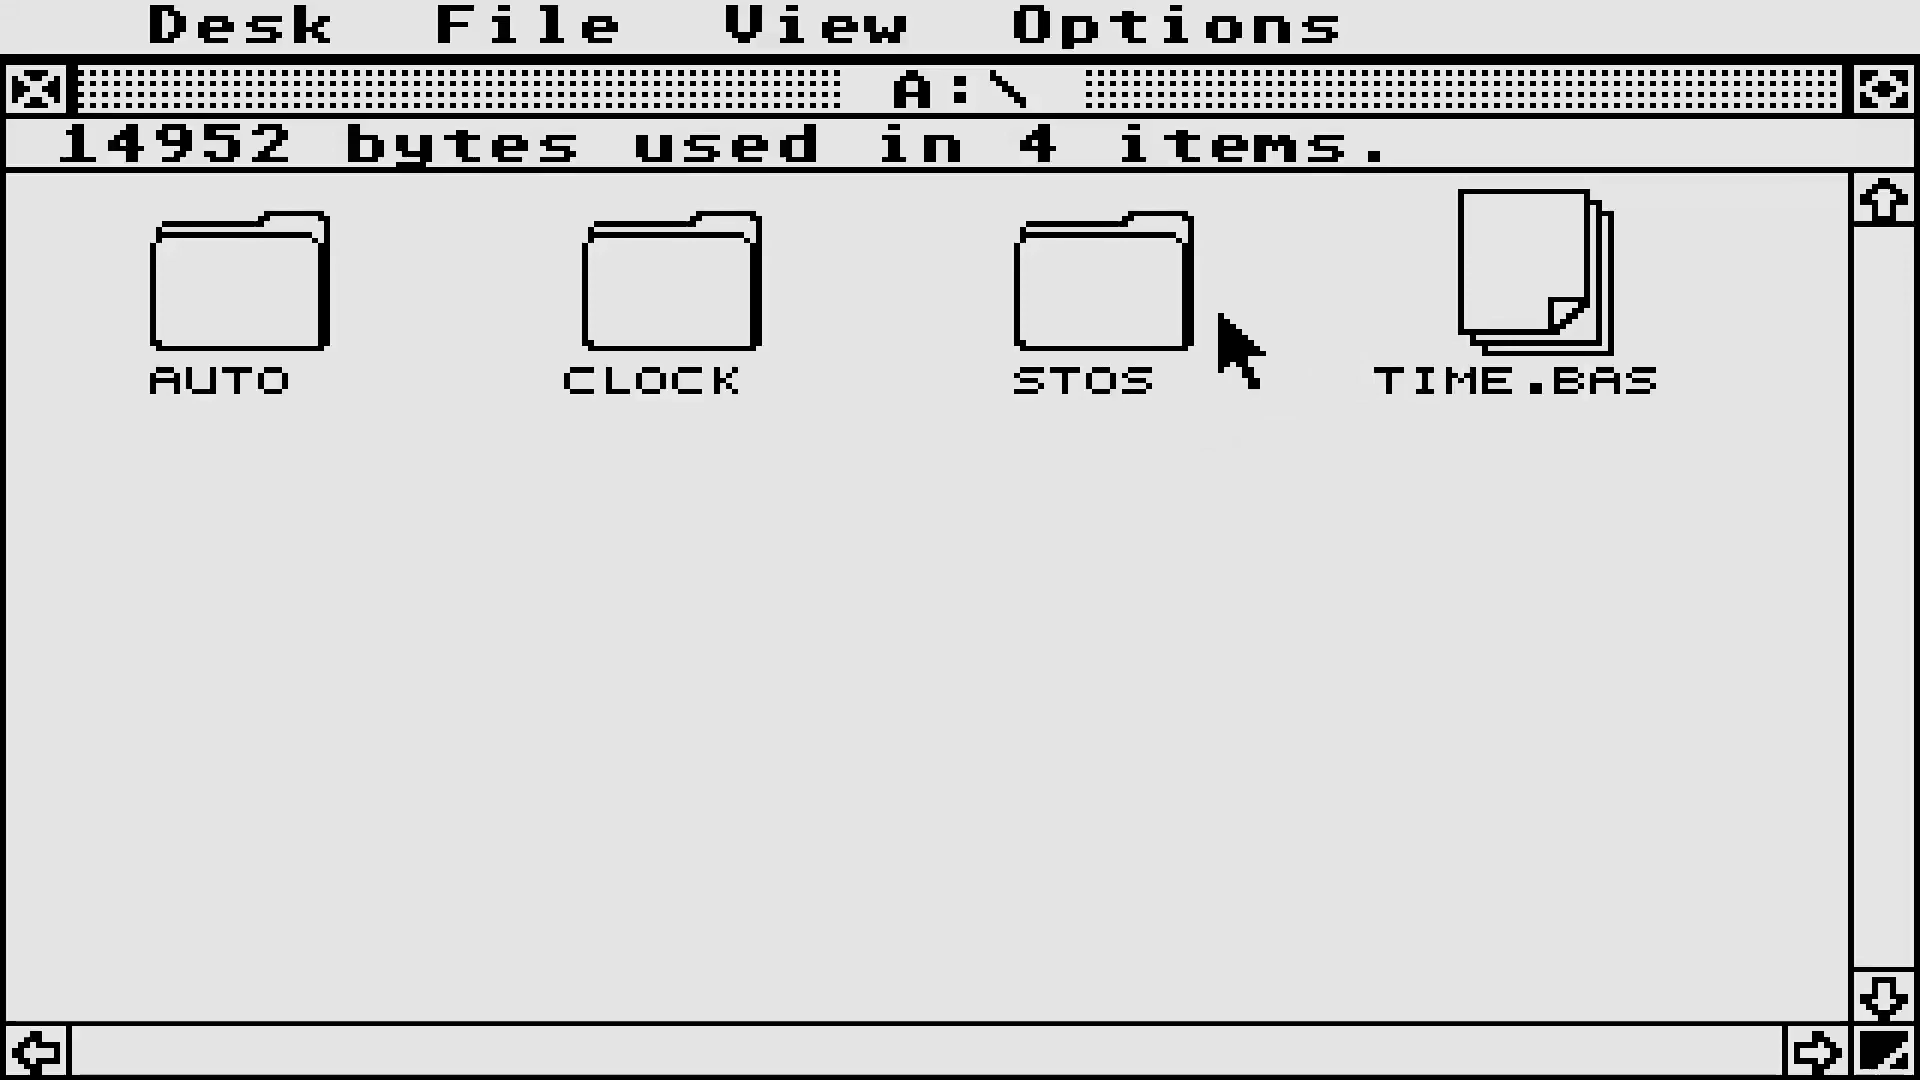 Desk File View Options
A:\
14952 bytes used in 4 items.
AUTO CLOCK STOS TIME.BAS